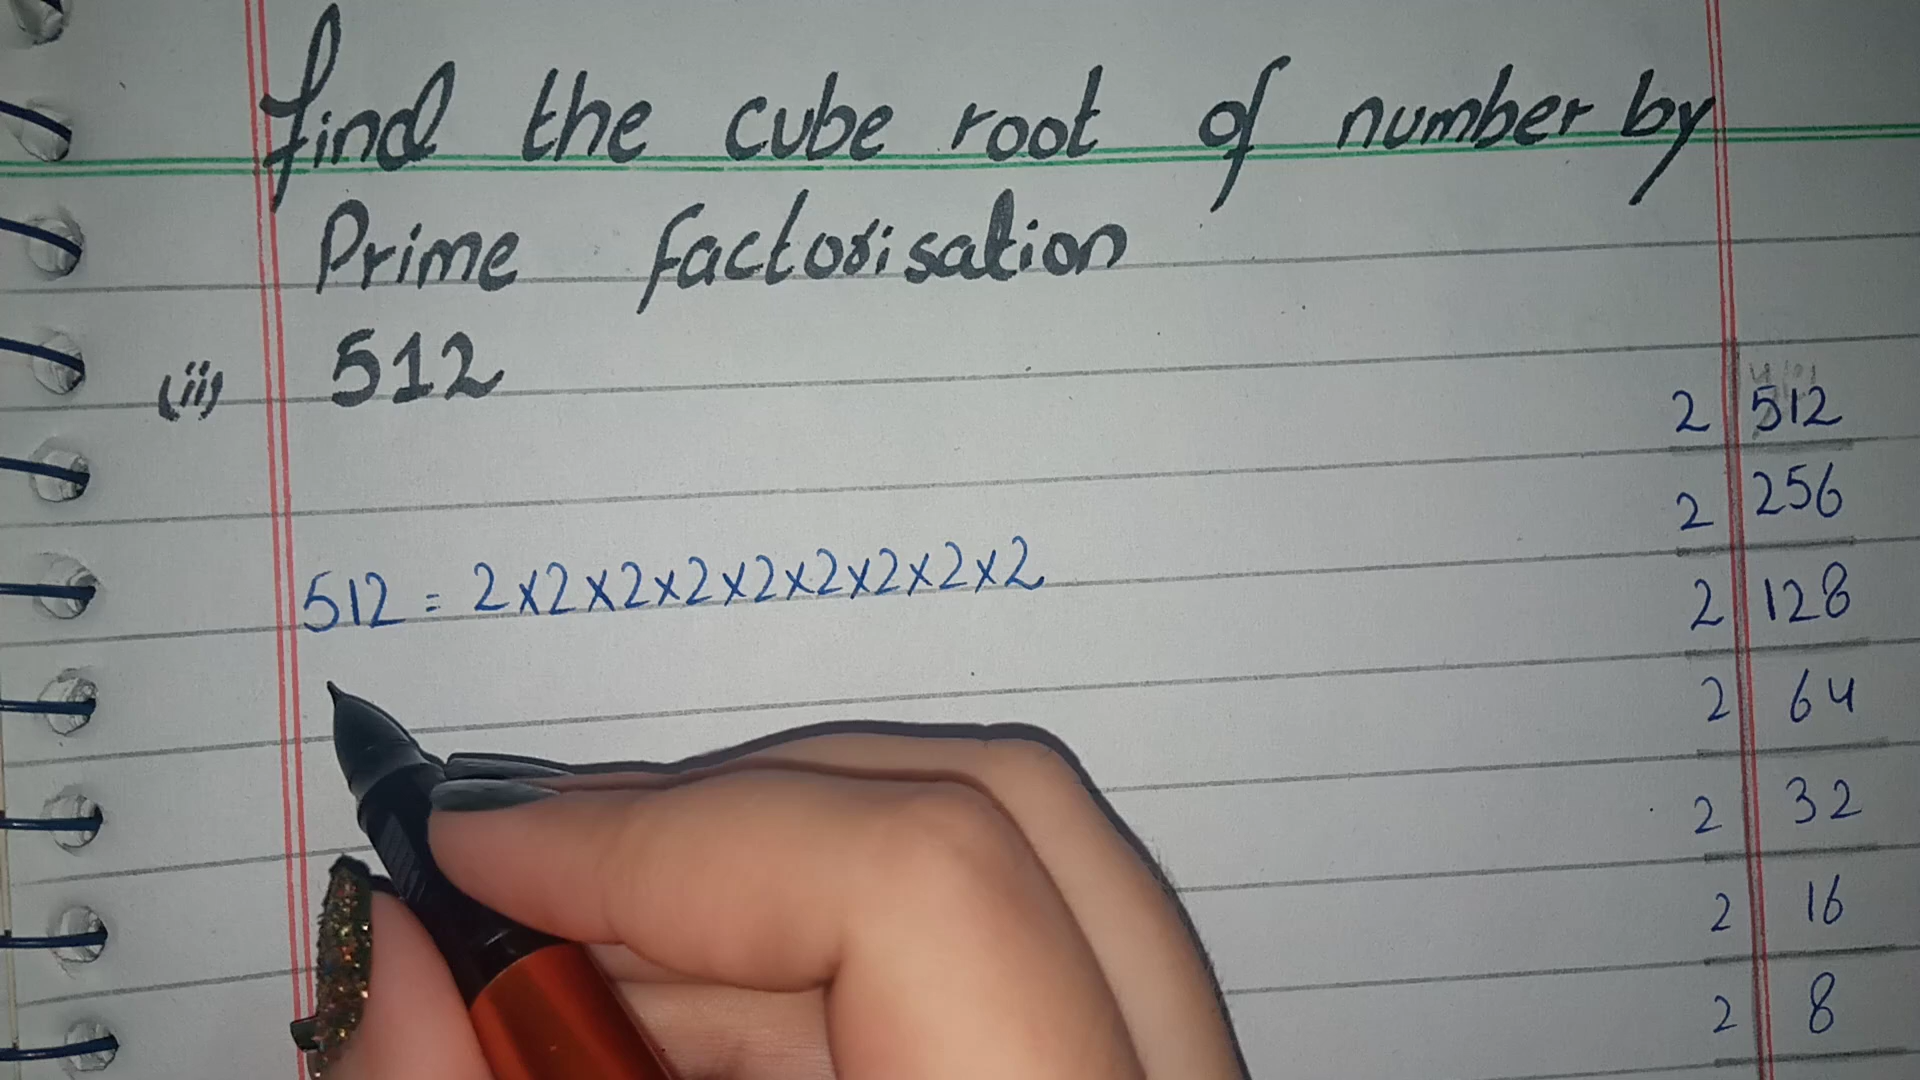 find the cube root of number by
Prime factorisation
(ii) 512
512 = 2×2×2×2×2×2×2×2×2
2 512
2 256
2 128
2 64
2 32
2 16
2 8